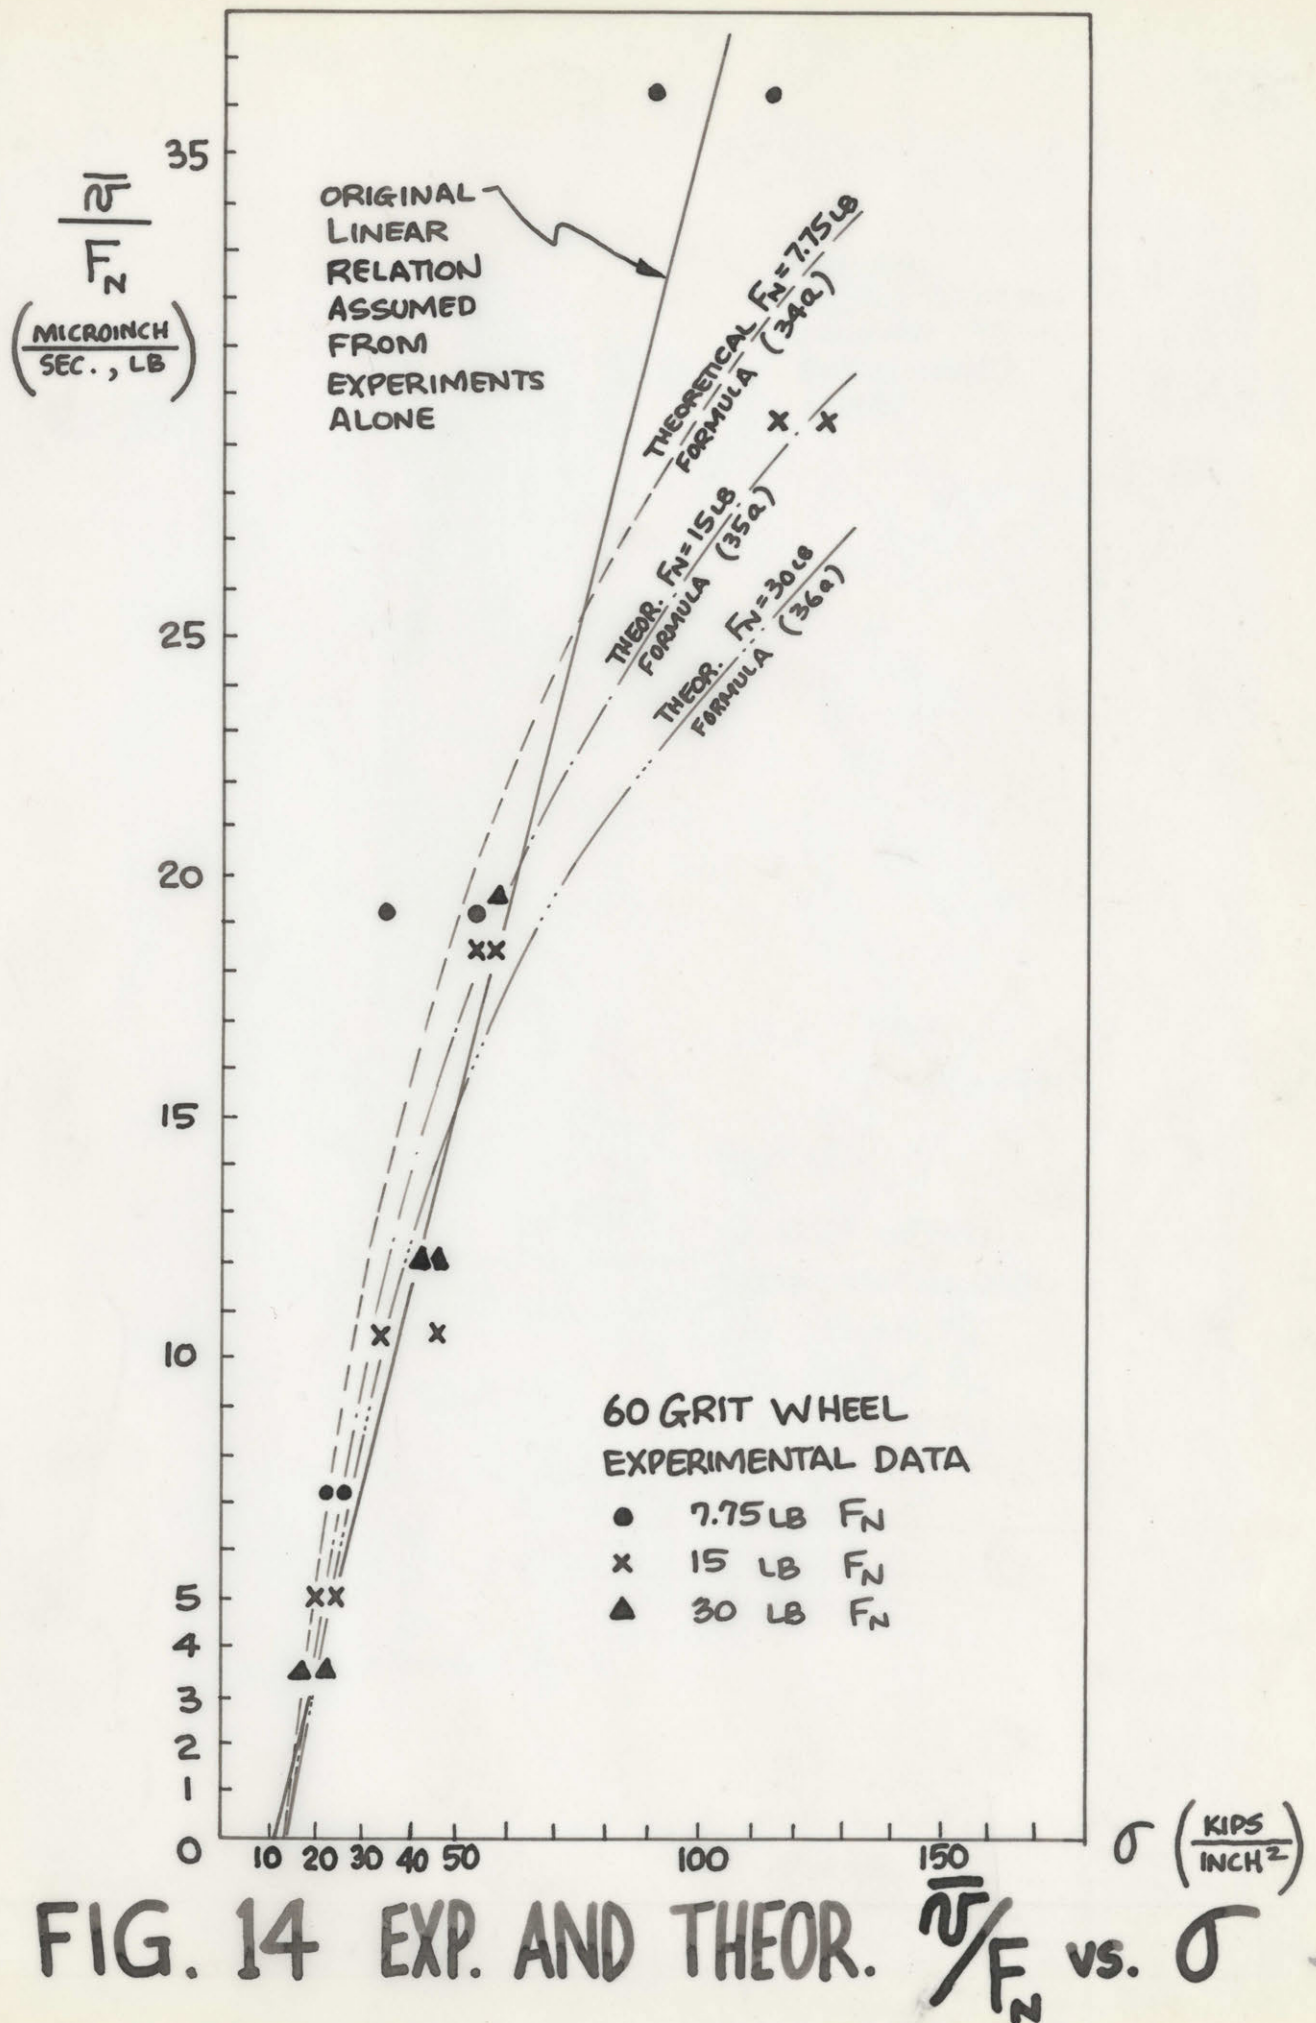 35
25
20
15
10
5
4
3
2
1
0
v̅
F_N
(MICROINCH
SEC., LB)
ORIGINAL
LINEAR
RELATION
ASSUMED
FROM
EXPERIMENTS
ALONE
THEORETICAL F_N = 7.75 LB
FORMULA (34a)
THEOR. F_N = 15 LB
FORMULA (35a)
THEOR. F_N = 30 LB
FORMULA (36a)
60 GRIT WHEEL
EXPERIMENTAL DATA
● 7.75 LB F_N
× 15 LB F_N
▲ 30 LB F_N
10 20 30 40 50 100 150
σ (KIPS
INCH²)
FIG. 14 EXP. AND THEOR. v̅/F_N vs. σ